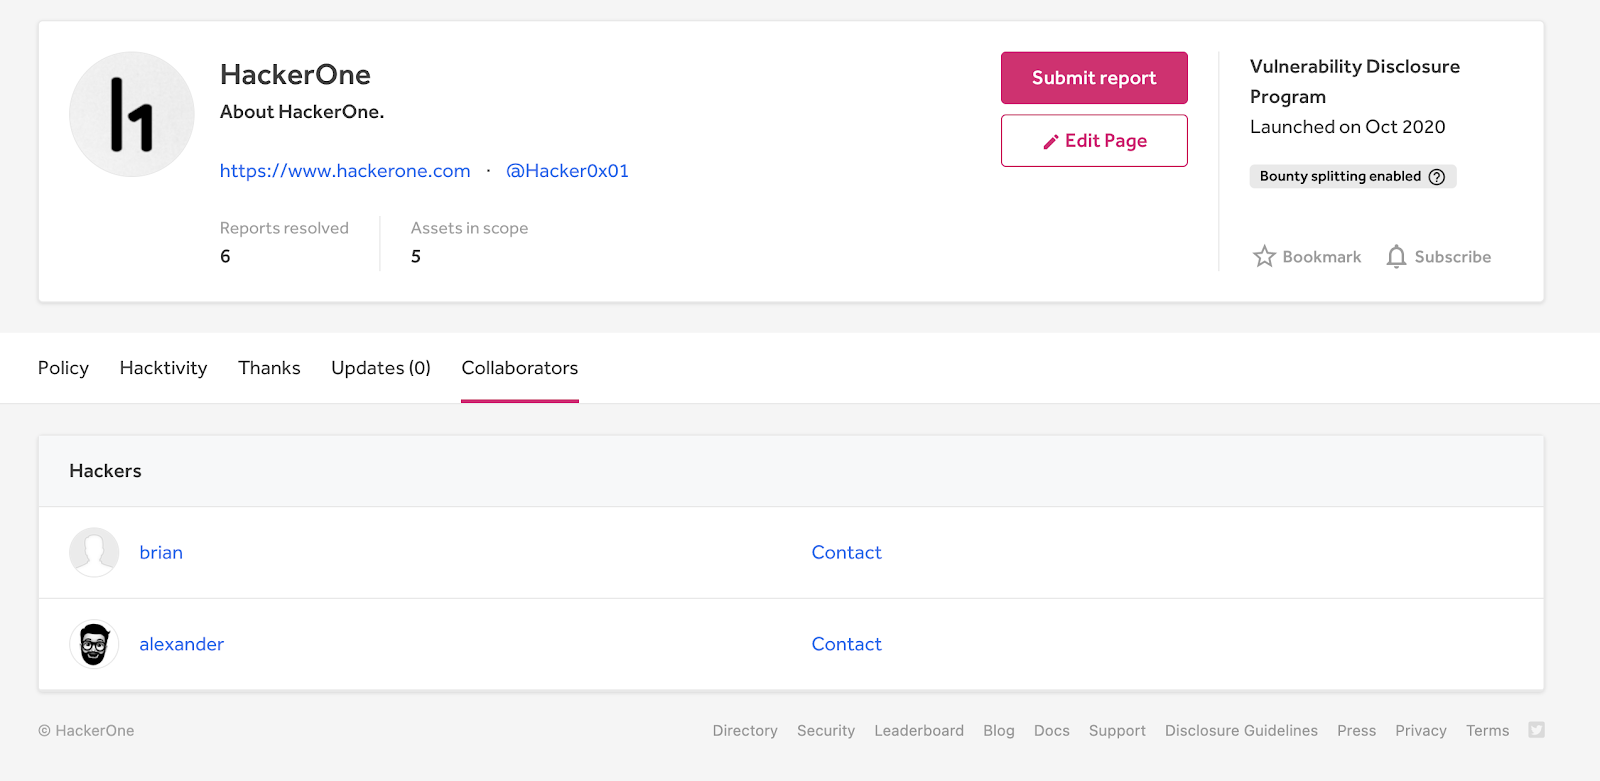 HackerOne
About HackerOne.
https://www.hackerone.com · @Hacker0x01
Reports resolved
6
Assets in scope
5
Submit report
Edit Page
Vulnerability Disclosure
Program
Launched on Oct 2020
Bounty splitting enabled
Bookmark
Subscribe
Policy Hacktivity Thanks Updates (0) Collaborators
Hackers
brian Contact
alexander Contact
© HackerOne Directory Security Leaderboard Blog Docs Support Disclosure Guidelines Press Privacy Terms